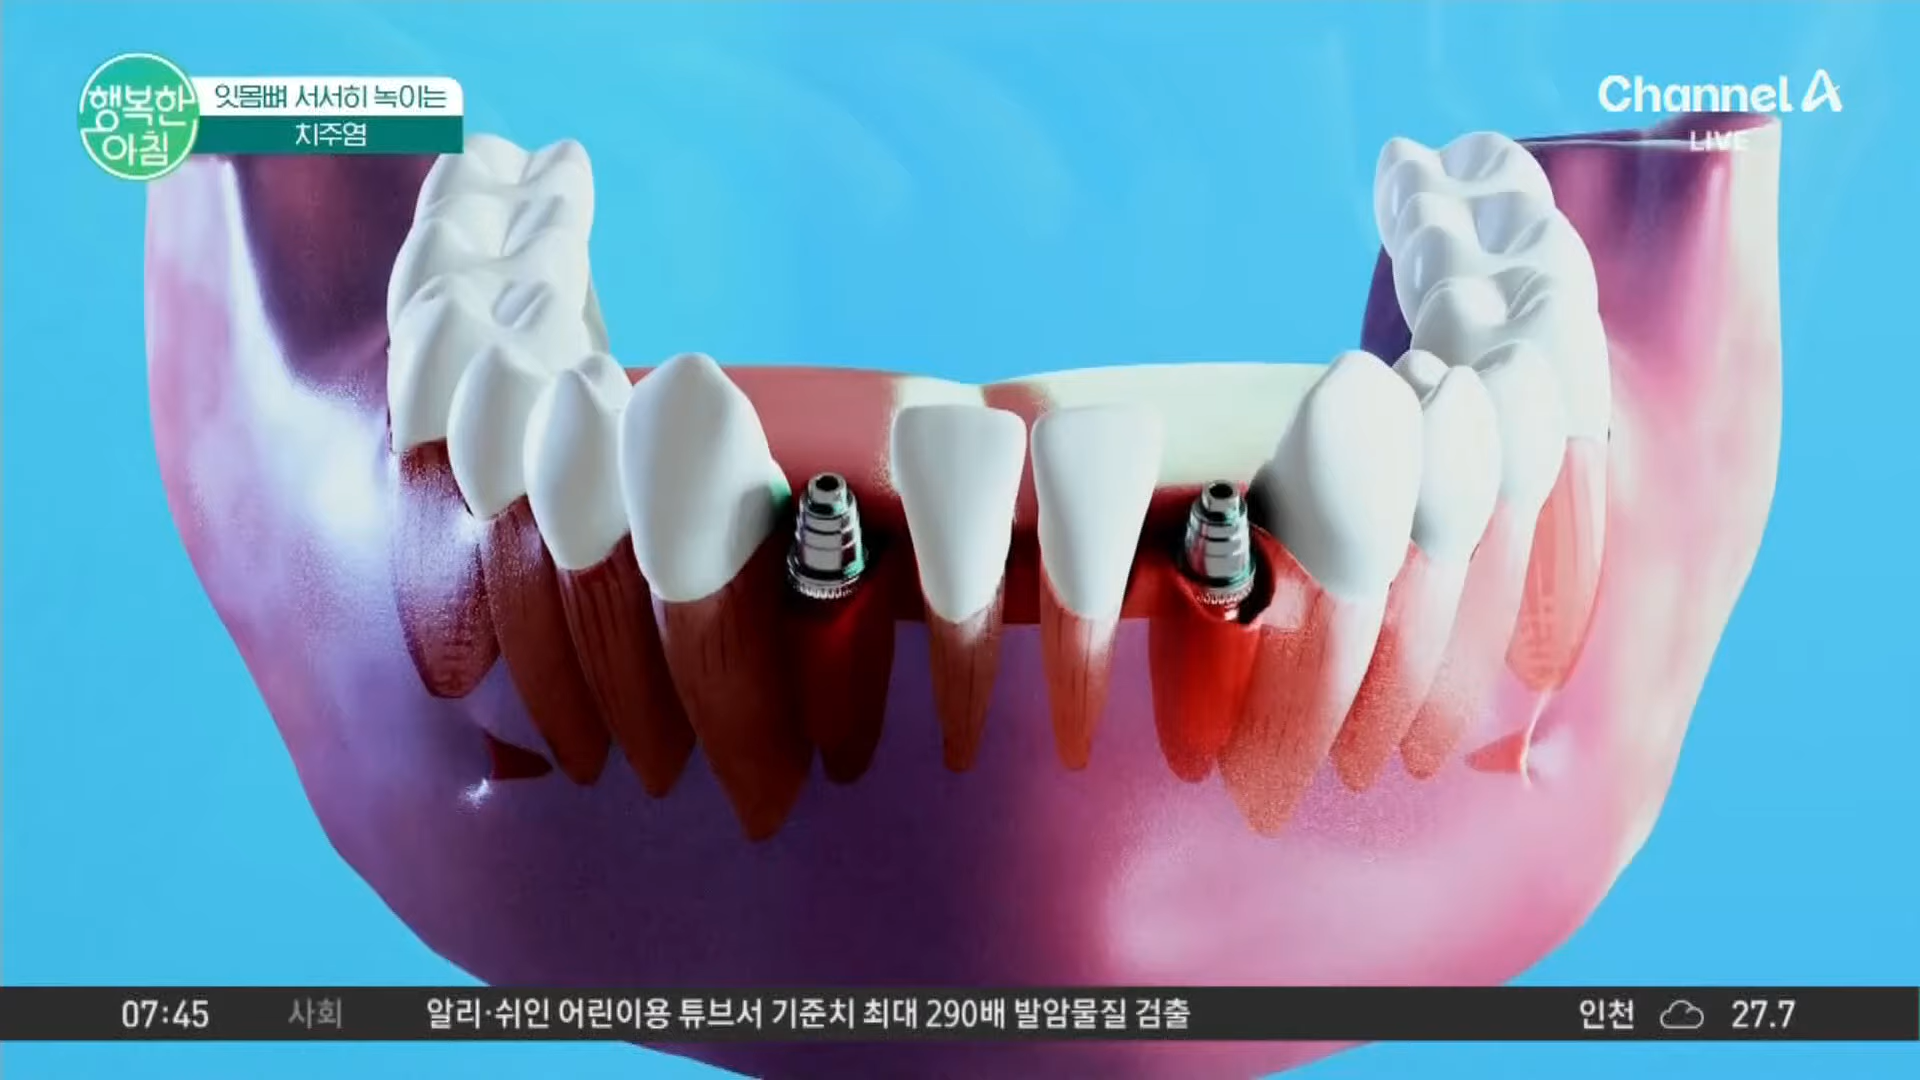 행복한
아침
잇몸뼈 서서히 녹이는
치주염
Channel A
LIVE
07:45 사회 알리·쉬인 어린이용 튜브서 기준치 최대 290배 발암물질 검출 인천 27.7